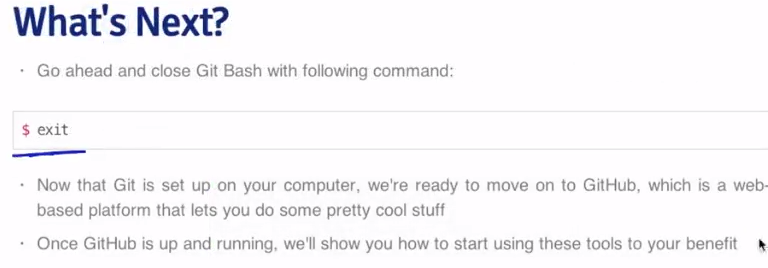 What's Next?
· Go ahead and close Git Bash with following command:
$ exit
· Now that Git is set up on your computer, we're ready to move on to GitHub, which is a web-
based platform that lets you do some pretty cool stuff
· Once GitHub is up and running, we'll show you how to start using these tools to your benefit